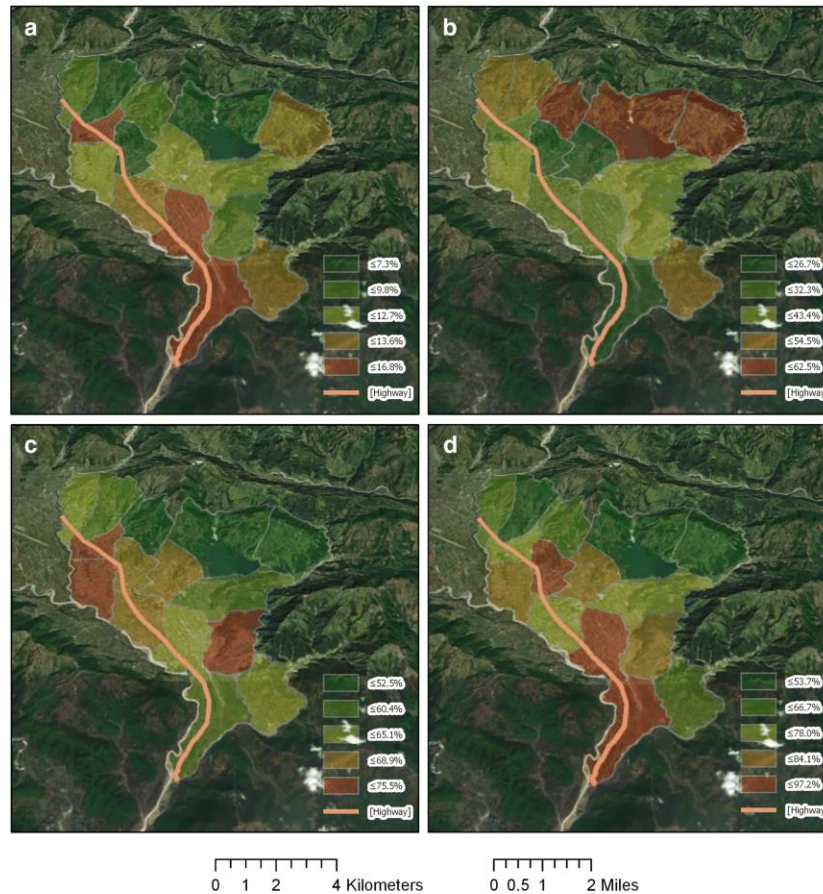 a
≤7.3%
≤9.8%
≤12.7%
≤13.6%
≤16.8%
[Highway]
b
≤26.7%
≤32.3%
≤43.4%
≤54.5%
≤62.5%
[Highway]
c
≤52.5%
≤60.4%
≤65.1%
≤68.9%
≤75.5%
[Highway]
d
≤53.7%
≤66.7%
≤78.0%
≤84.1%
≤97.2%
[Highway]
0 1 2 4 Kilometers
0 0.5 1 2 Miles